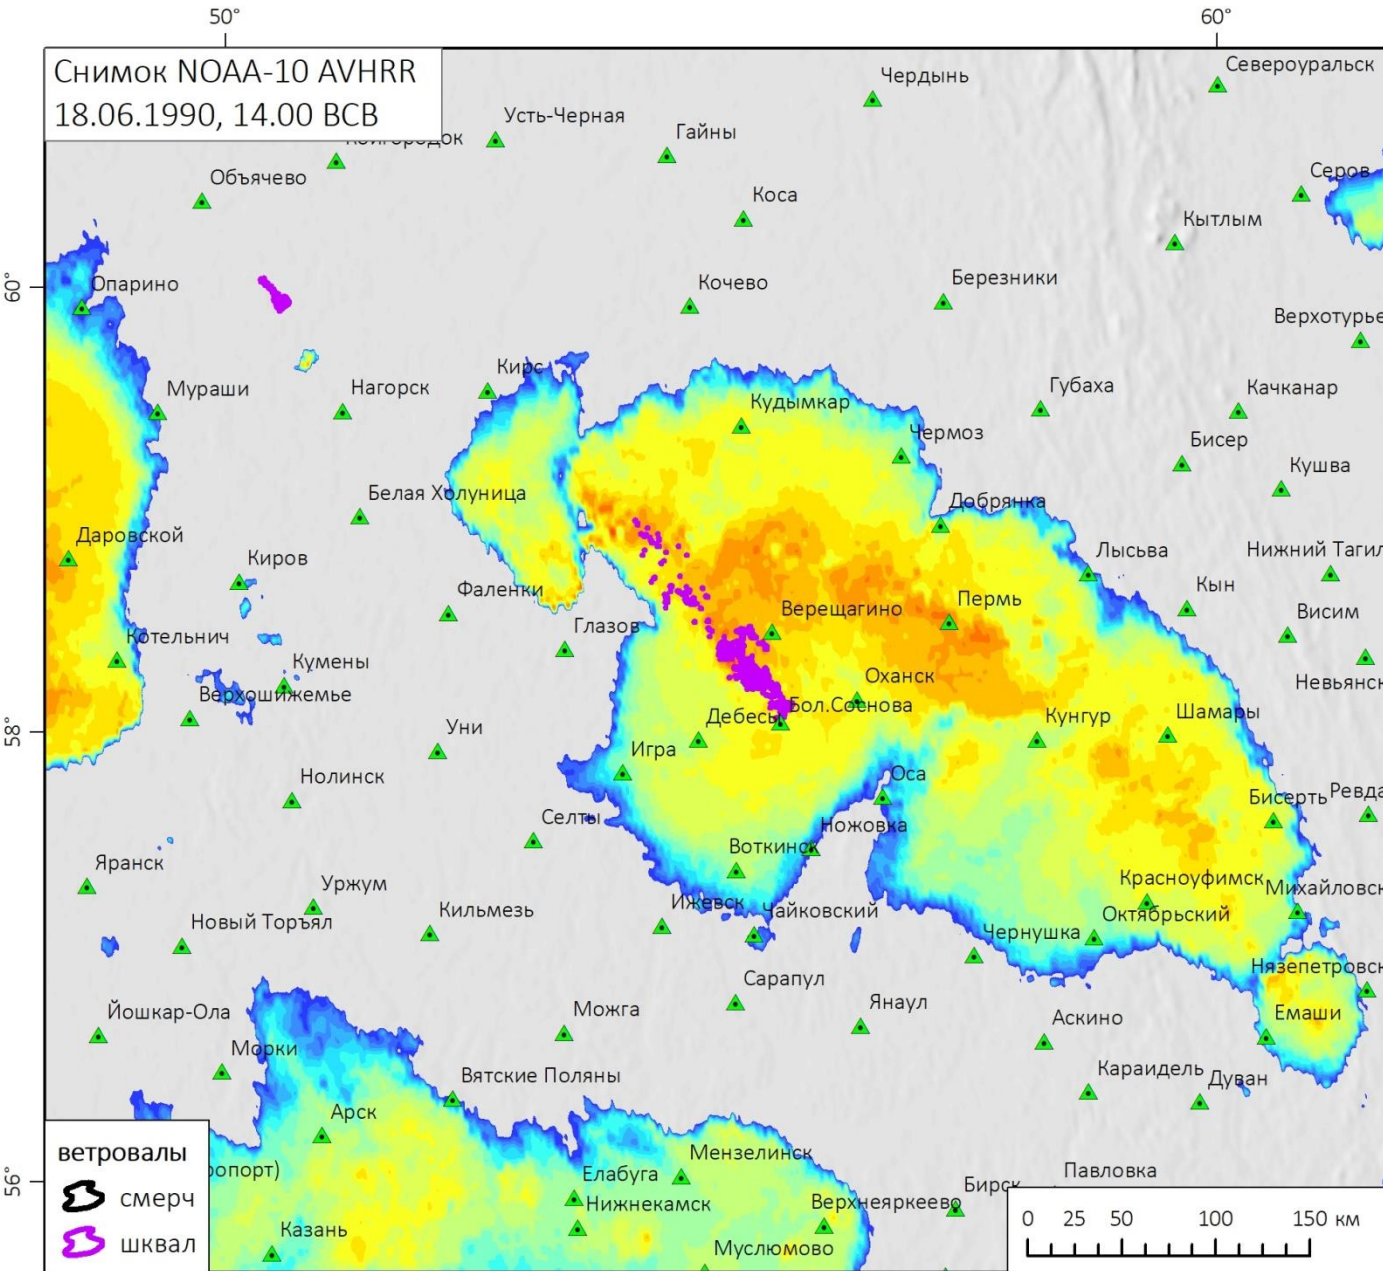 50°
60°
Снимок NOAA-10 AVHRR
18.06.1990, 14.00 ВСВ
Североуральск
Чердынь
Усть-Черная
Гайны
Объячево
Серов
Коса
Кытлым
60°
Опарино
Кочево
Березники
Верхотурье
Кирс
Мураши
Нагорск
Губаха
Качканар
Кудымкар
Чермоз
Бисер
Кушва
Белая Холуница
Добрянка
Даровской
Киров
Лысьва
Нижний Тагил
Фаленки
Верещагино
Пермь
Кын
Висим
Котельнич
Глазов
Кумены
Оханск
Невьянск
Верхошижемье
58°
Уни
Дебесы
Бол.Соснова
Кунгур
Шамары
Игра
Нолинск
Оса
Бисерть
Ревда
Селты
Ножовка
Яранск
Воткинск
Уржум
Красноуфимск
Михайловск
Новый Торъял
Кильмезь
Ижевск
Чайковский
Октябрьский
Чернушка
Нязепетровск
Сарапул
Йошкар-Ола
Можга
Янаул
Аскино
Емаши
Морки
Вятские Поляны
Караидель
Дуван
Арск
ветровалы
56°
ропорт)
Елабуга
Мензелинск
Павловка
смерч
Нижнекамск
Верхнеяркеево
Бирск
Казань
0 25 50 100 150 км
шквал
Муслюмово